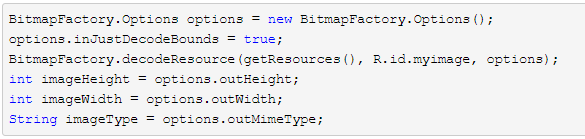 BitmapFactory.Options options = new BitmapFactory.Options();
options.inJustDecodeBounds = true;
BitmapFactory.decodeResource(getResources(), R.id.myimage, options);
int imageHeight = options.outHeight;
int imageWidth = options.outWidth;
String imageType = options.outMimeType;